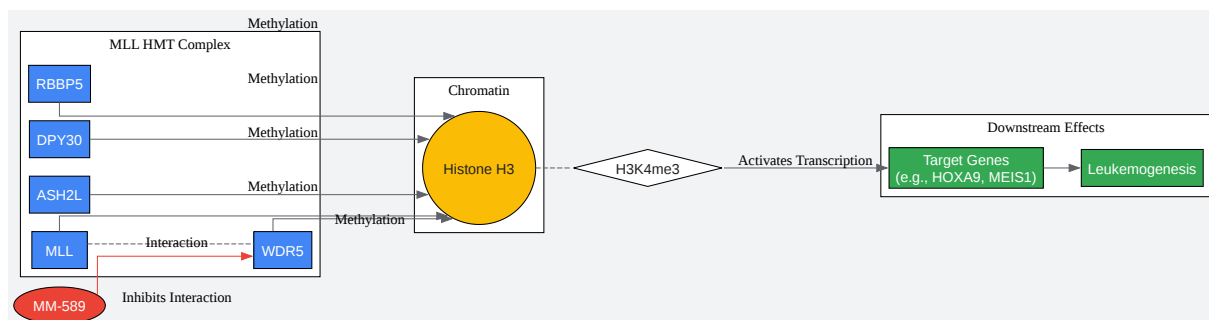 Methylation
MLL HMT Complex
RBBP5
Methylation
Chromatin
DPY30
Methylation
Downstream Effects
Histone H3
H3K4me3
Activates Transcription
Target Genes
(e.g., HOXA9, MEIS1)
Leukemogenesis
ASH2L
Methylation
Methylation
MLL
Interaction
WDR5
Inhibits Interaction
MM-589